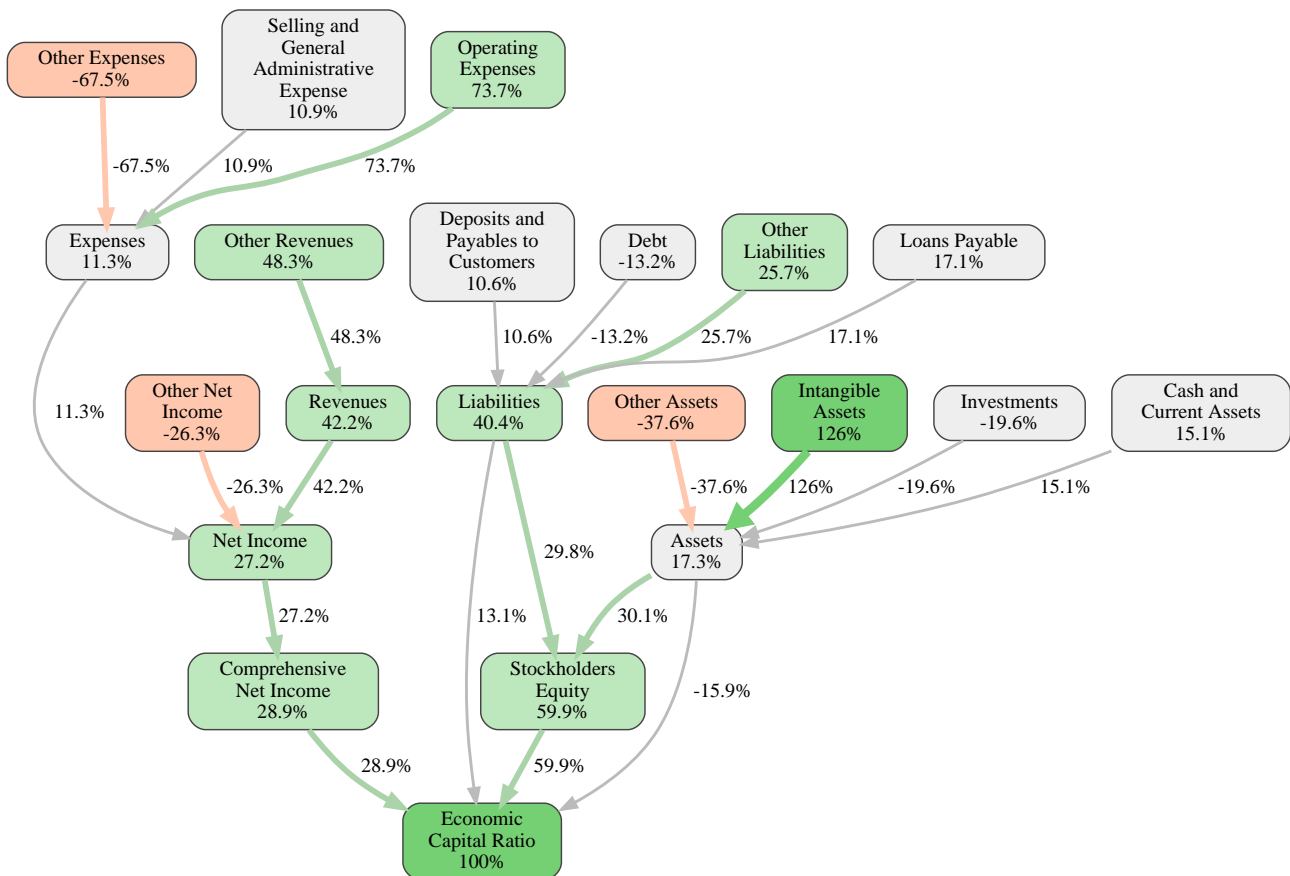 Other Expenses
-67.5%
Selling and
General
Administrative
Expense
10.9%
Operating
Expenses
73.7%
-67.5%
10.9%
73.7%
Expenses
11.3%
Other Revenues
48.3%
Deposits and
Payables to
Customers
10.6%
Debt
-13.2%
Other
Liabilities
25.7%
Loans Payable
17.1%
48.3%
10.6%
-13.2%
25.7%
17.1%
11.3%
Other Net
Income
-26.3%
Revenues
42.2%
Liabilities
40.4%
Other Assets
-37.6%
Intangible
Assets
126%
Investments
-19.6%
Cash and
Current Assets
15.1%
-26.3%
42.2%
-37.6%
126%
-19.6%
15.1%
Net Income
27.2%
29.8%
Assets
17.3%
27.2%
13.1%
30.1%
Comprehensive
Net Income
28.9%
Stockholders
Equity
59.9%
-15.9%
28.9%
59.9%
Economic
Capital Ratio
100%